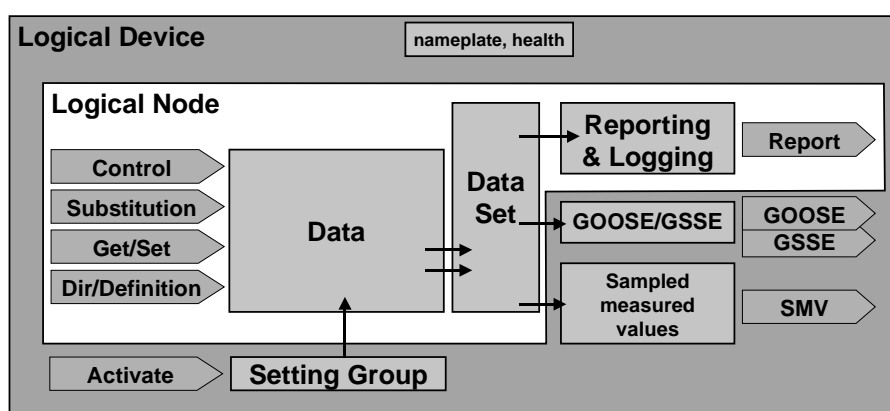 Logical Device
nameplate, health
Logical Node
Control
Substitution
Get/Set
Dir/Definition
Data
Data
Set
Reporting
& Logging
Report
GOOSE/GSSE
GOOSE
GSSE
Sampled
measured
values
SMV
Activate
Setting Group